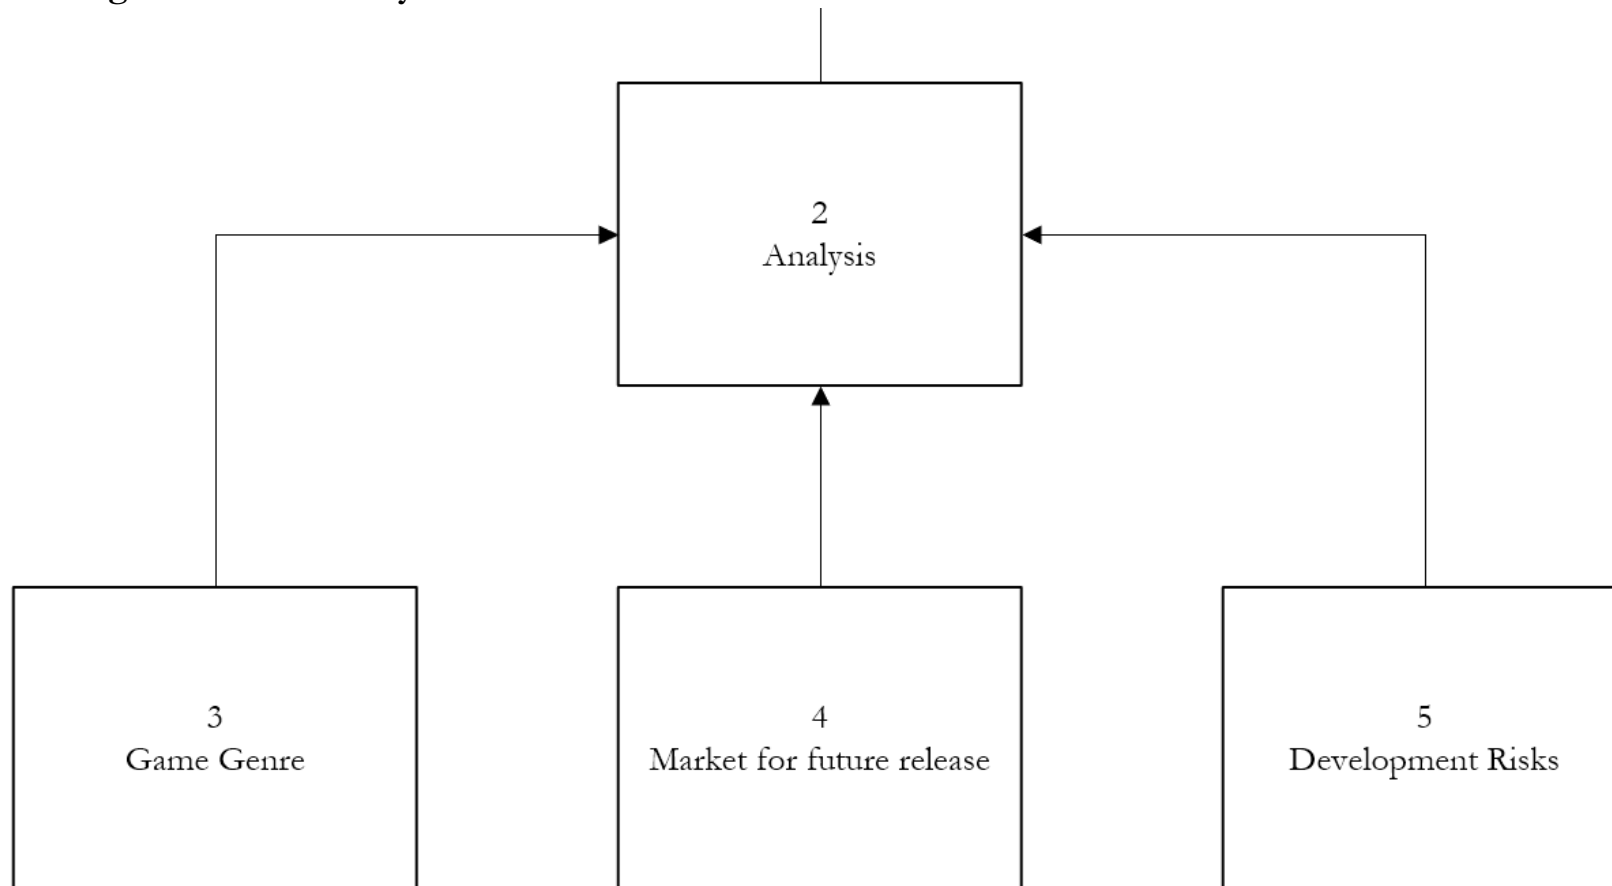 2
Analysis
3
Game Genre
4
Market for future release
5
Development Risks